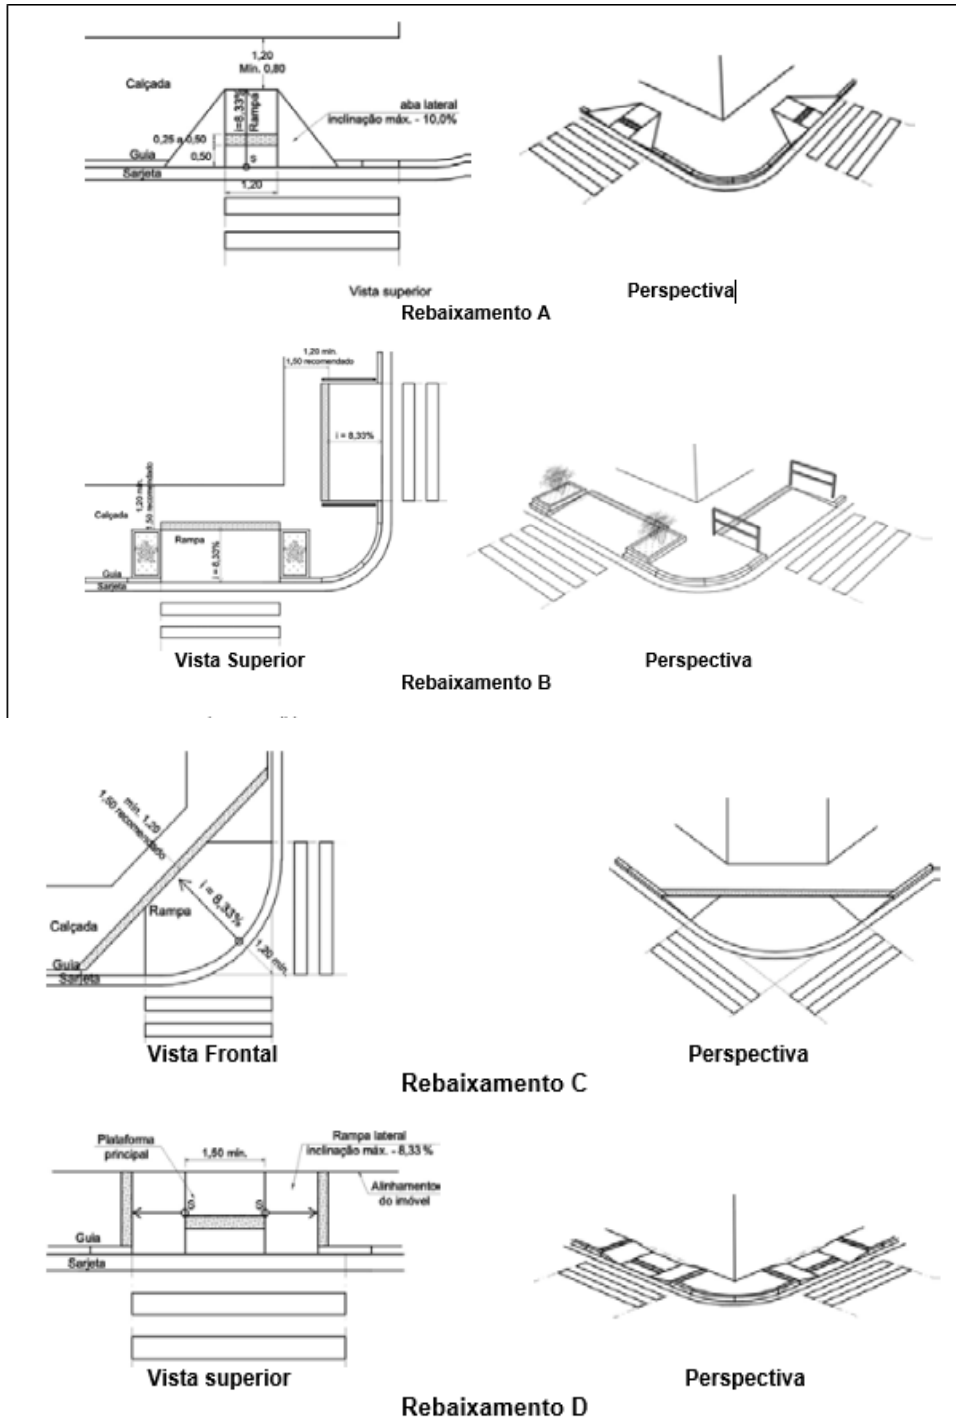 1,20
Mín. 0,80
Calçada
i=8,33%
Rampa
aba lateral
inclinação máx. - 10,0%
0,25 a 0,50
Guia
0,50
S
Sarjeta
1,20
Vista superior
Perspectiva
Rebaixamento A
1,20 mín.
1,50 recomendado
i = 8,33%
1,20 mín.
1,50 recomendado
Calçada
Rampa
i = 8,33%
Guia
Sarjeta
Vista Superior
Perspectiva
Rebaixamento B
mín. 1,20
1,50 recomendado
i = 8,33%
Rampa
Calçada
1,20 mín.
Guia
Sarjeta
Vista Frontal
Perspectiva
Rebaixamento C
Plataforma
principal
1,50 mín.
Rampa lateral
inclinação máx. - 8,33 %
Alinhamento
do imóvel
S
S
Guia
Sarjeta
Vista superior
Perspectiva
Rebaixamento D